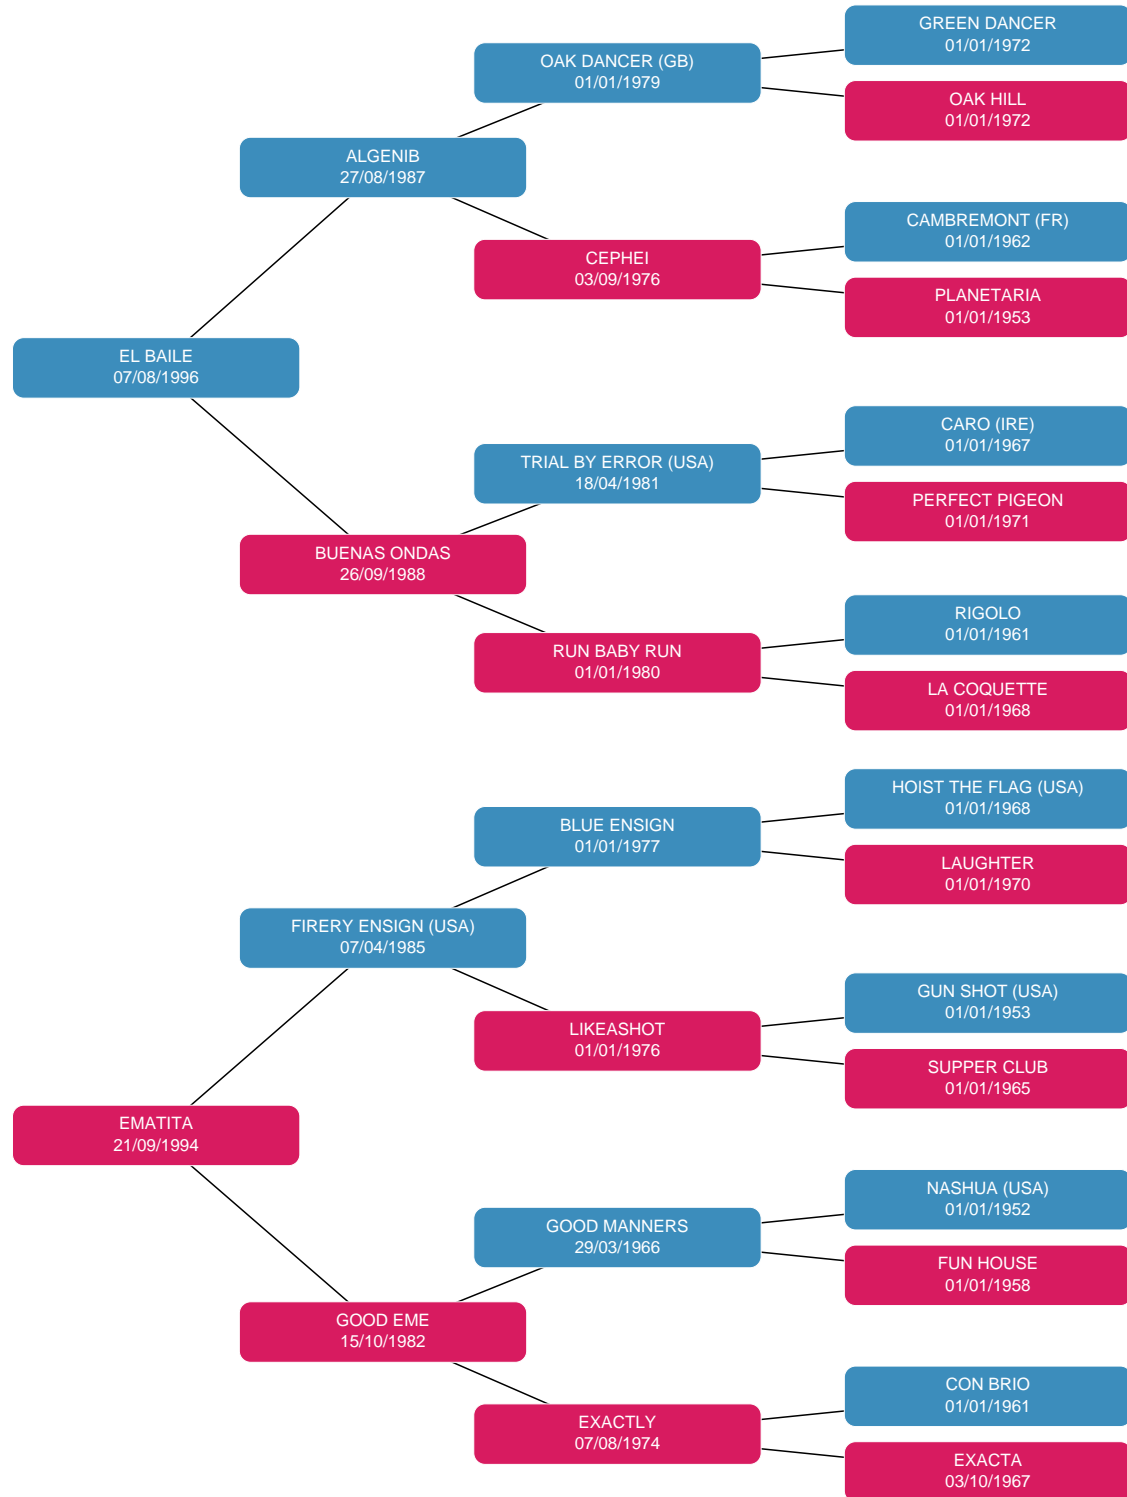 GREEN DANCER
01/01/1972
OAK DANCER (GB)
01/01/1979
OAK HILL
01/01/1972
ALGENIB
27/08/1987
CAMBREMONT (FR)
01/01/1962
CEPHEI
03/09/1976
PLANETARIA
01/01/1953
EL BAILE
07/08/1996
CARO (IRE)
01/01/1967
TRIAL BY ERROR (USA)
18/04/1981
PERFECT PIGEON
01/01/1971
BUENAS ONDAS
26/09/1988
RIGOLO
01/01/1961
RUN BABY RUN
01/01/1980
LA COQUETTE
01/01/1968
HOIST THE FLAG (USA)
01/01/1968
BLUE ENSIGN
01/01/1977
LAUGHTER
01/01/1970
FIRERY ENSIGN (USA)
07/04/1985
GUN SHOT (USA)
01/01/1953
LIKEASHOT
01/01/1976
SUPPER CLUB
01/01/1965
EMATITA
21/09/1994
NASHUA (USA)
01/01/1952
GOOD MANNERS
29/03/1966
FUN HOUSE
01/01/1958
GOOD EME
15/10/1982
CON BRIO
01/01/1961
EXACTLY
07/08/1974
EXACTA
03/10/1967